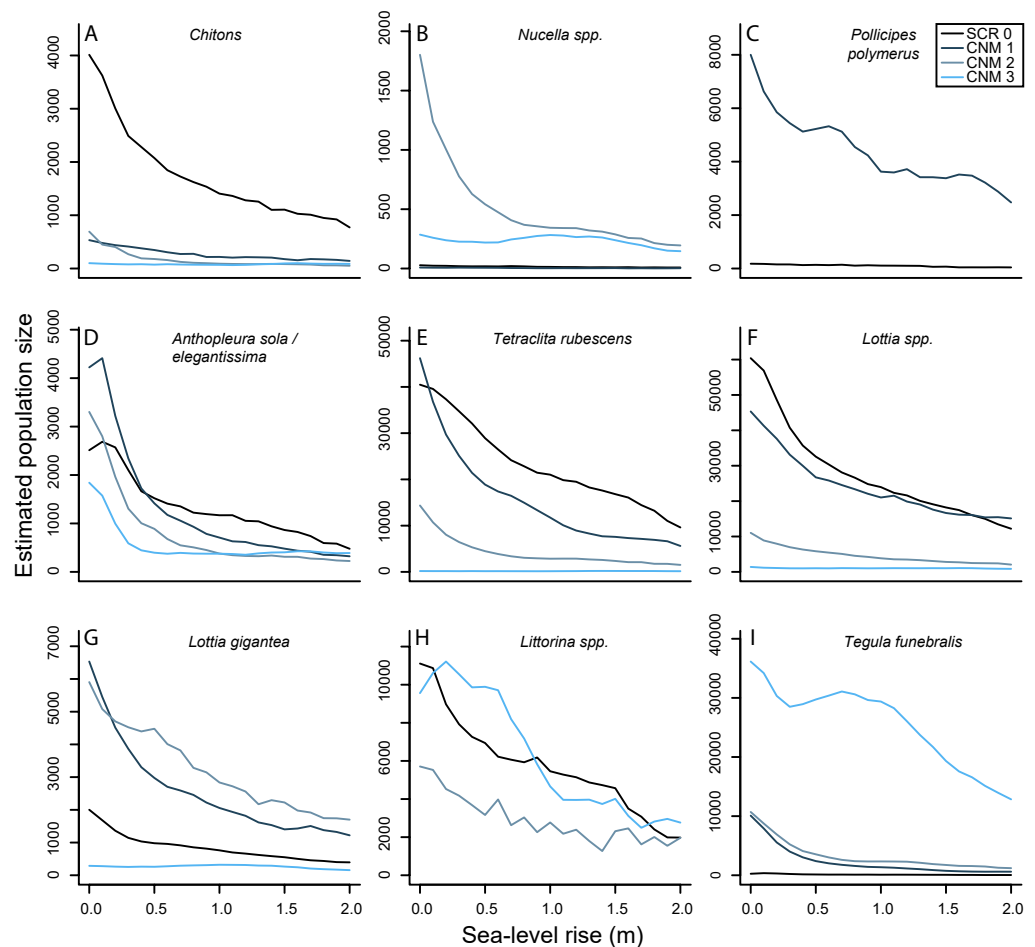 A
Chitons
0
1000
2000
3000
4000
B
Nucella spp.
0
500
1000
1500
2000
C
Pollicipes
polymerus
0
2000
4000
6000
8000
SCR 0
CNM 1
CNM 2
CNM 3
Estimated population size
D
Anthopleura sola /
elegantissima
0
1000
2000
3000
4000
5000
E
Tetraclita rubescens
0
10000
30000
50000
F
Lottia spp.
0
10000
30000
50000
G
Lottia gigantea
0
1000
2000
3000
5000
7000
H
Littorina spp.
0
2000
6000
10000
I
Tegula funebralis
0
10000
20000
30000
40000
0.0 0.5 1.0 1.5 2.0
0.0 0.5 1.0 1.5 2.0
0.0 0.5 1.0 1.5 2.0
Sea-level rise (m)